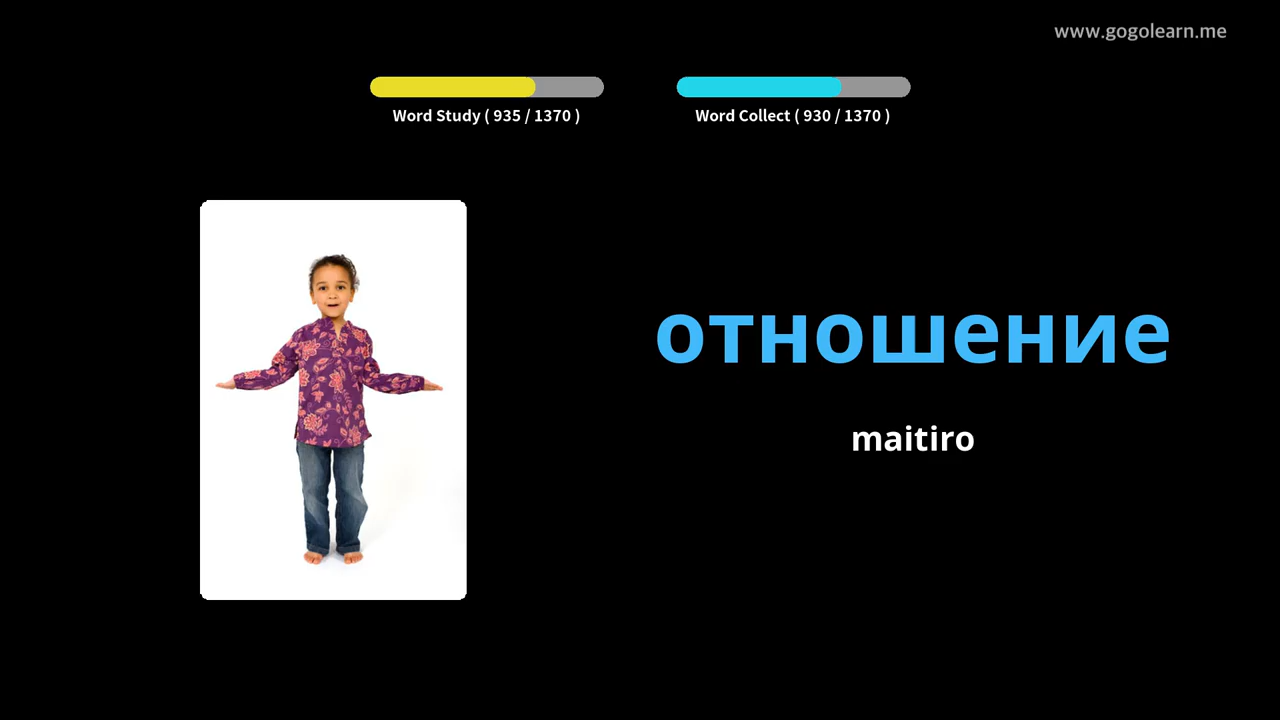 www.gogolearn.me
Word Study ( 935 / 1370 )
Word Collect ( 930 / 1370 )
отношение
maitiro